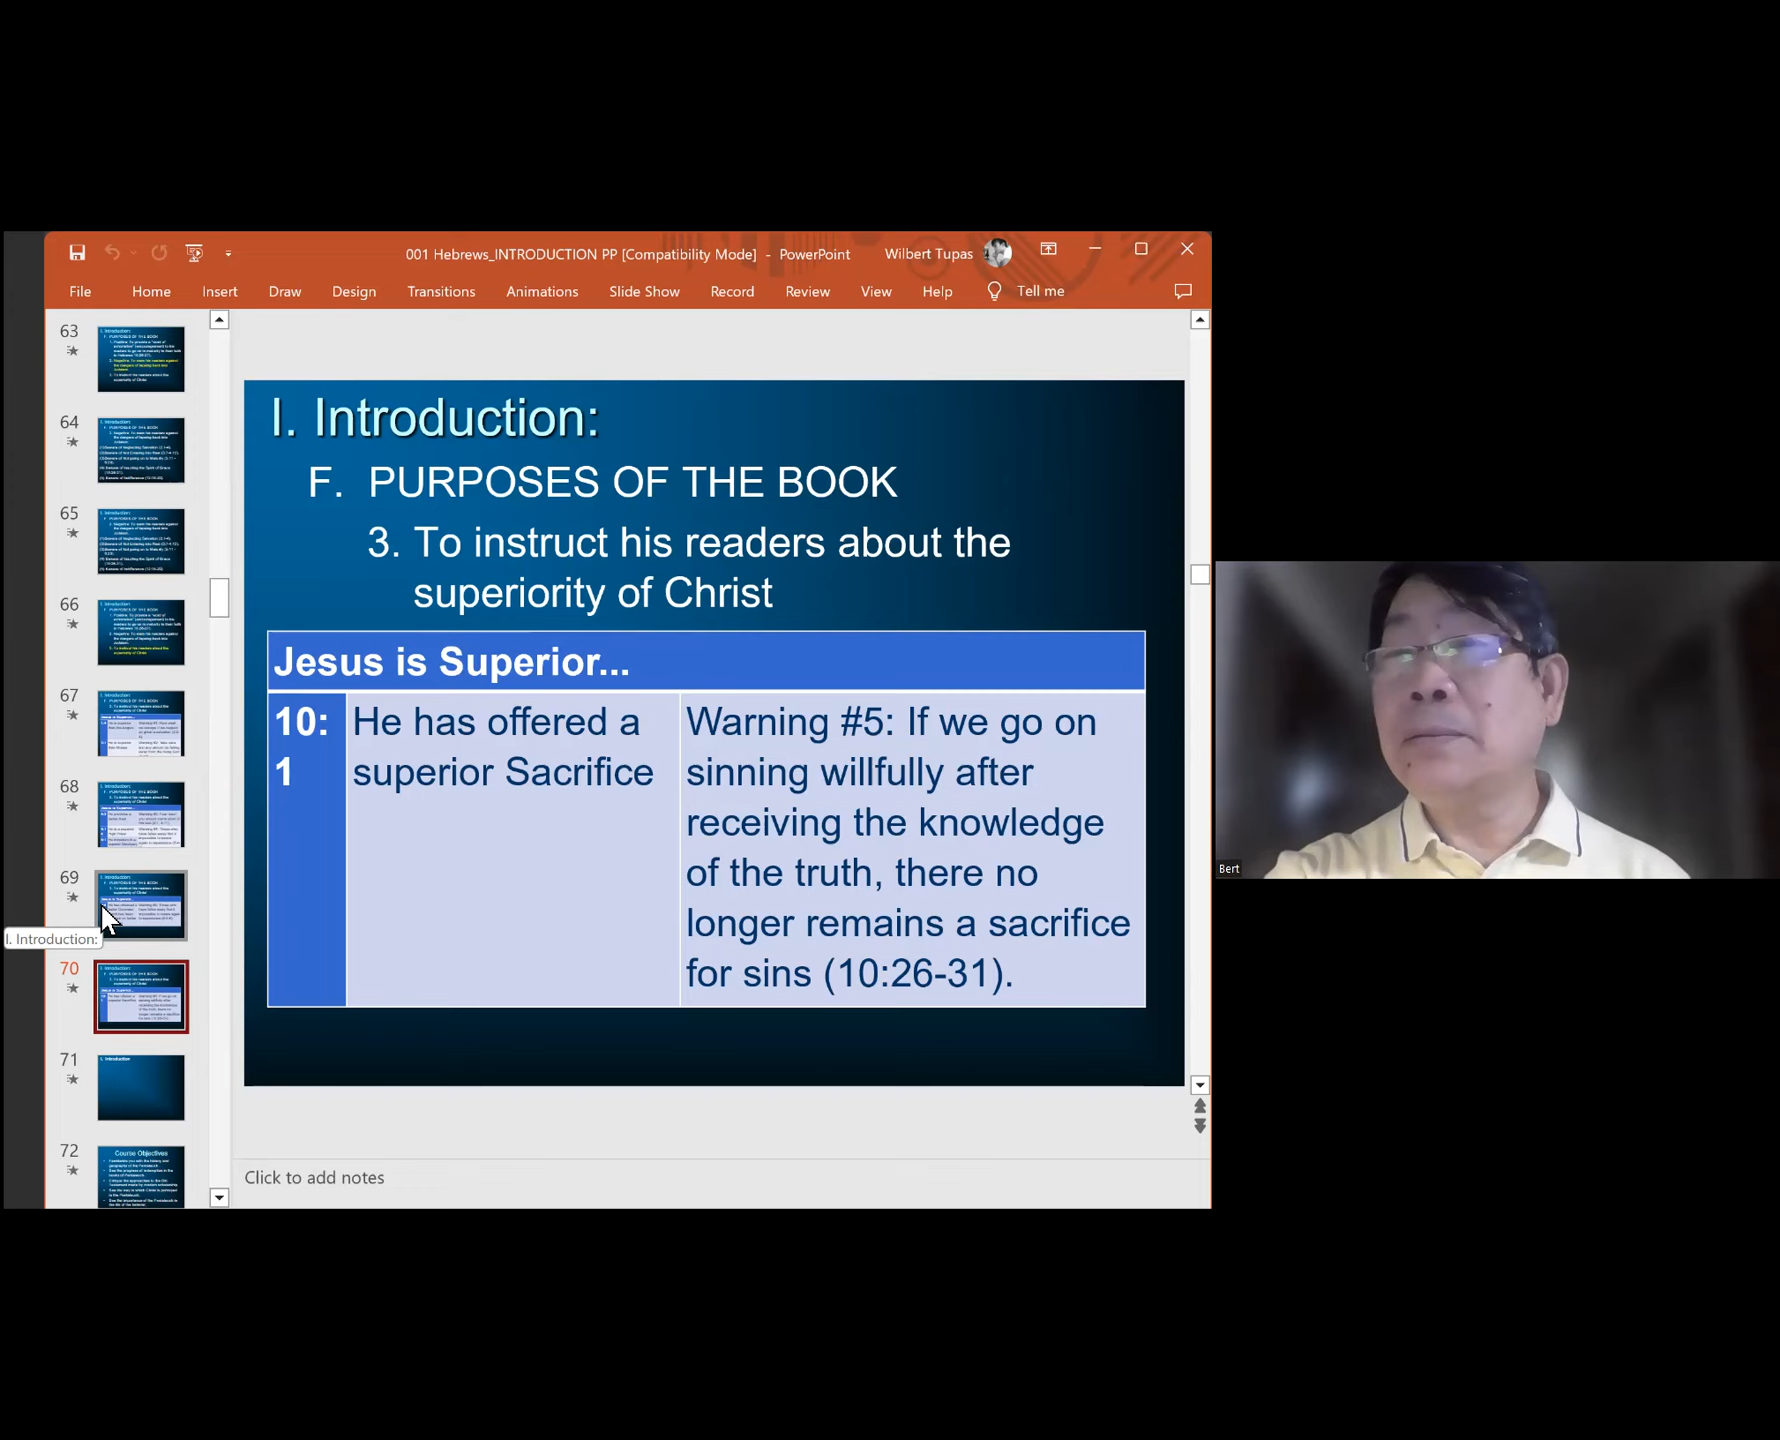 001 Hebrews_INTRODUCTION PP [Compatibility Mode] - PowerPoint
Wilbert Tupas
File Home Insert Draw Design Transitions Animations Slide Show Record Review View Help Tell me
63
64
65
66
67
68
69
I. Introduction:
70
71
I. Introduction
72
Course Objectives
I. Introduction:
F. PURPOSES OF THE BOOK
3. To instruct his readers about the
superiority of Christ
Jesus is Superior...
10:
1
He has offered a
superior Sacrifice
Warning #5: If we go on
sinning willfully after
receiving the knowledge
of the truth, there no
longer remains a sacrifice
for sins (10:26-31).
Click to add notes
Bert